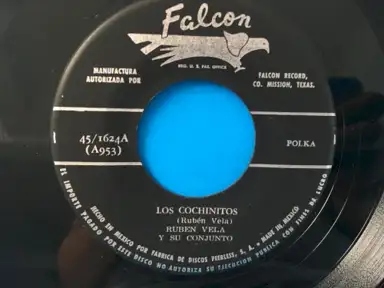 Falcon
REG. U. S. PAT. OFFICE
MANUFACTURA
AUTORIZADA POR
FALCON RECORD,
CO. MISSION, TEXAS.
45/1624A
(A953)
POLKA
LOS COCHINITOS
(Rubén Vela)
RUBEN VELA
Y SU CONJUNTO
HECHO EN MEXICO POR FABRICA DE DISCOS PEERLESS, S. A. - MADE IN MEXICO
EL IMPORTE PAGADO POR ESTE DISCO NO AUTORIZA SU EJECUCION PUBLICA CON FINES DE LUCRO